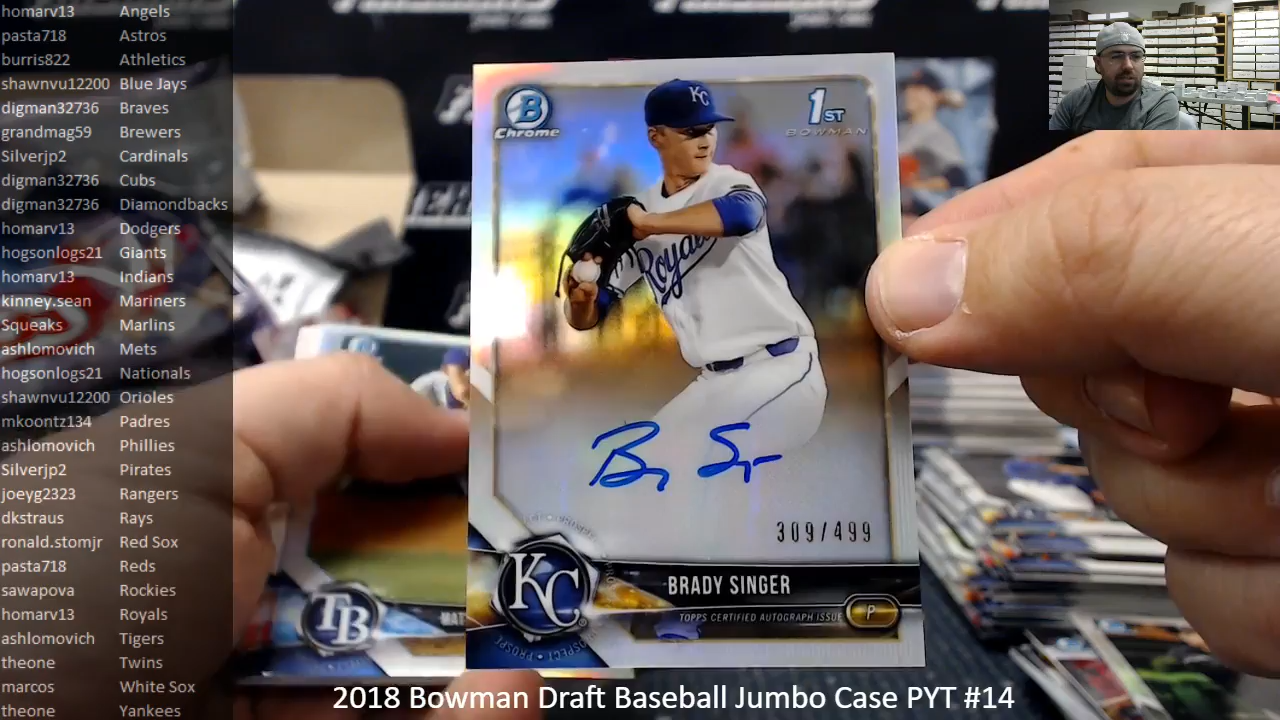 homarv13 Angels
pasta718 Astros
burris822 Athletics
shawnvu12200 Blue Jays
digman32736 Braves
grandmag59 Brewers
Silverjp2 Cardinals
digman32736 Cubs
digman32736 Diamondbacks
homarv13 Dodgers
hogsonlogs21 Giants
homarv13 Indians
kinney.sean Mariners
Squeaks Marlins
ashlomovich Mets
hogsonlogs21 Nationals
shawnvu12200 Orioles
mkoontz134 Padres
ashlomovich Phillies
Silverjp2 Pirates
joeyg2323 Rangers
dkstraus Rays
ronald.stomjr Red Sox
pasta718 Reds
sawapova Rockies
homarv13 Royals
ashlomovich Tigers
theone Twins
marcos White Sox
theone Yankees
B
Chrome
1ST
BOWMAN
KC
Royals
309/499
KC
BRADY SINGER
TOPPS CERTIFIED AUTOGRAPH ISSUE
P
TB
2018 Bowman Draft Baseball Jumbo Case PYT #14